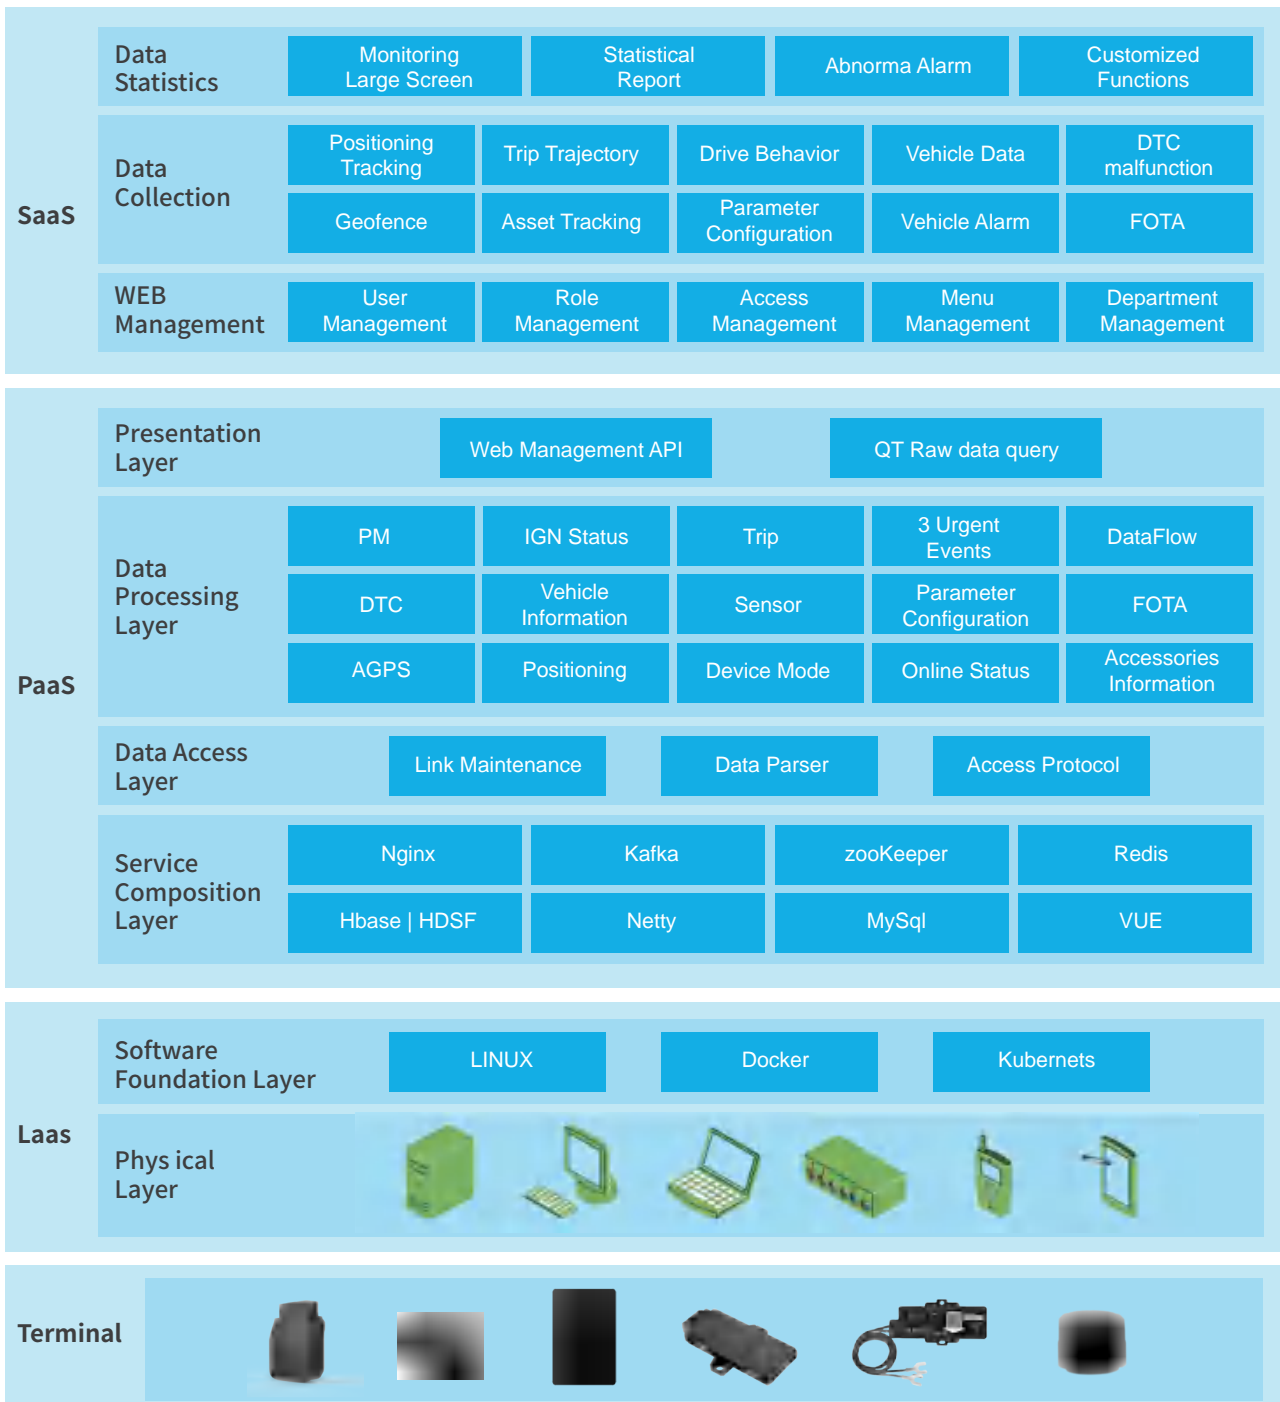 SaaS
Data
Statistics
Monitoring
Large Screen
Statistical
Report
Abnorma Alarm
Customized
Functions
Data
Collection
Positioning
Tracking
Trip Trajectory
Drive Behavior
Vehicle Data
DTC
malfunction
Geofence
Asset Tracking
Parameter
Configuration
Vehicle Alarm
FOTA
WEB
Management
User
Management
Role
Management
Access
Management
Menu
Management
Department
Management
PaaS
Presentation
Layer
Web Management API
QT Raw data query
Data
Processing
Layer
PM
IGN Status
Trip
3 Urgent
Events
DataFlow
DTC
Vehicle
Information
Sensor
Parameter
Configuration
FOTA
AGPS
Positioning
Device Mode
Online Status
Accessories
Information
Data Access
Layer
Link Maintenance
Data Parser
Access Protocol
Service
Composition
Layer
Nginx
Kafka
zooKeeper
Redis
Hbase | HDSF
Netty
MySql
VUE
Laas
Software
Foundation Layer
LINUX
Docker
Kubernets
Phys ical
Layer
Terminal